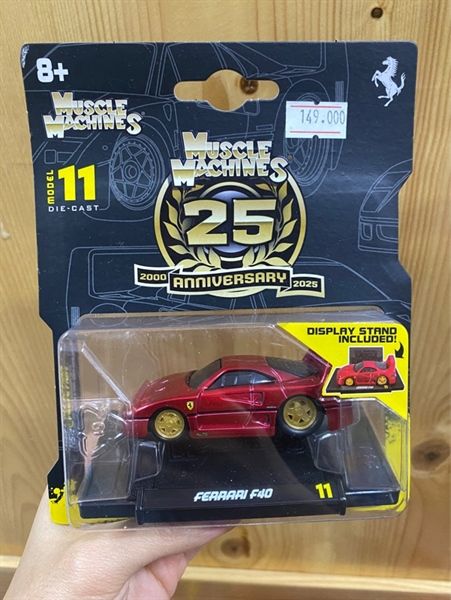 8+
MUSCLE
MACHINES
149.000
MODEL
11
DIE-CAST
MUSCLE
MACHINES
25
2000 ANNIVERSARY 2025
DISPLAY STAND
INCLUDED!
FERRARI F40
11